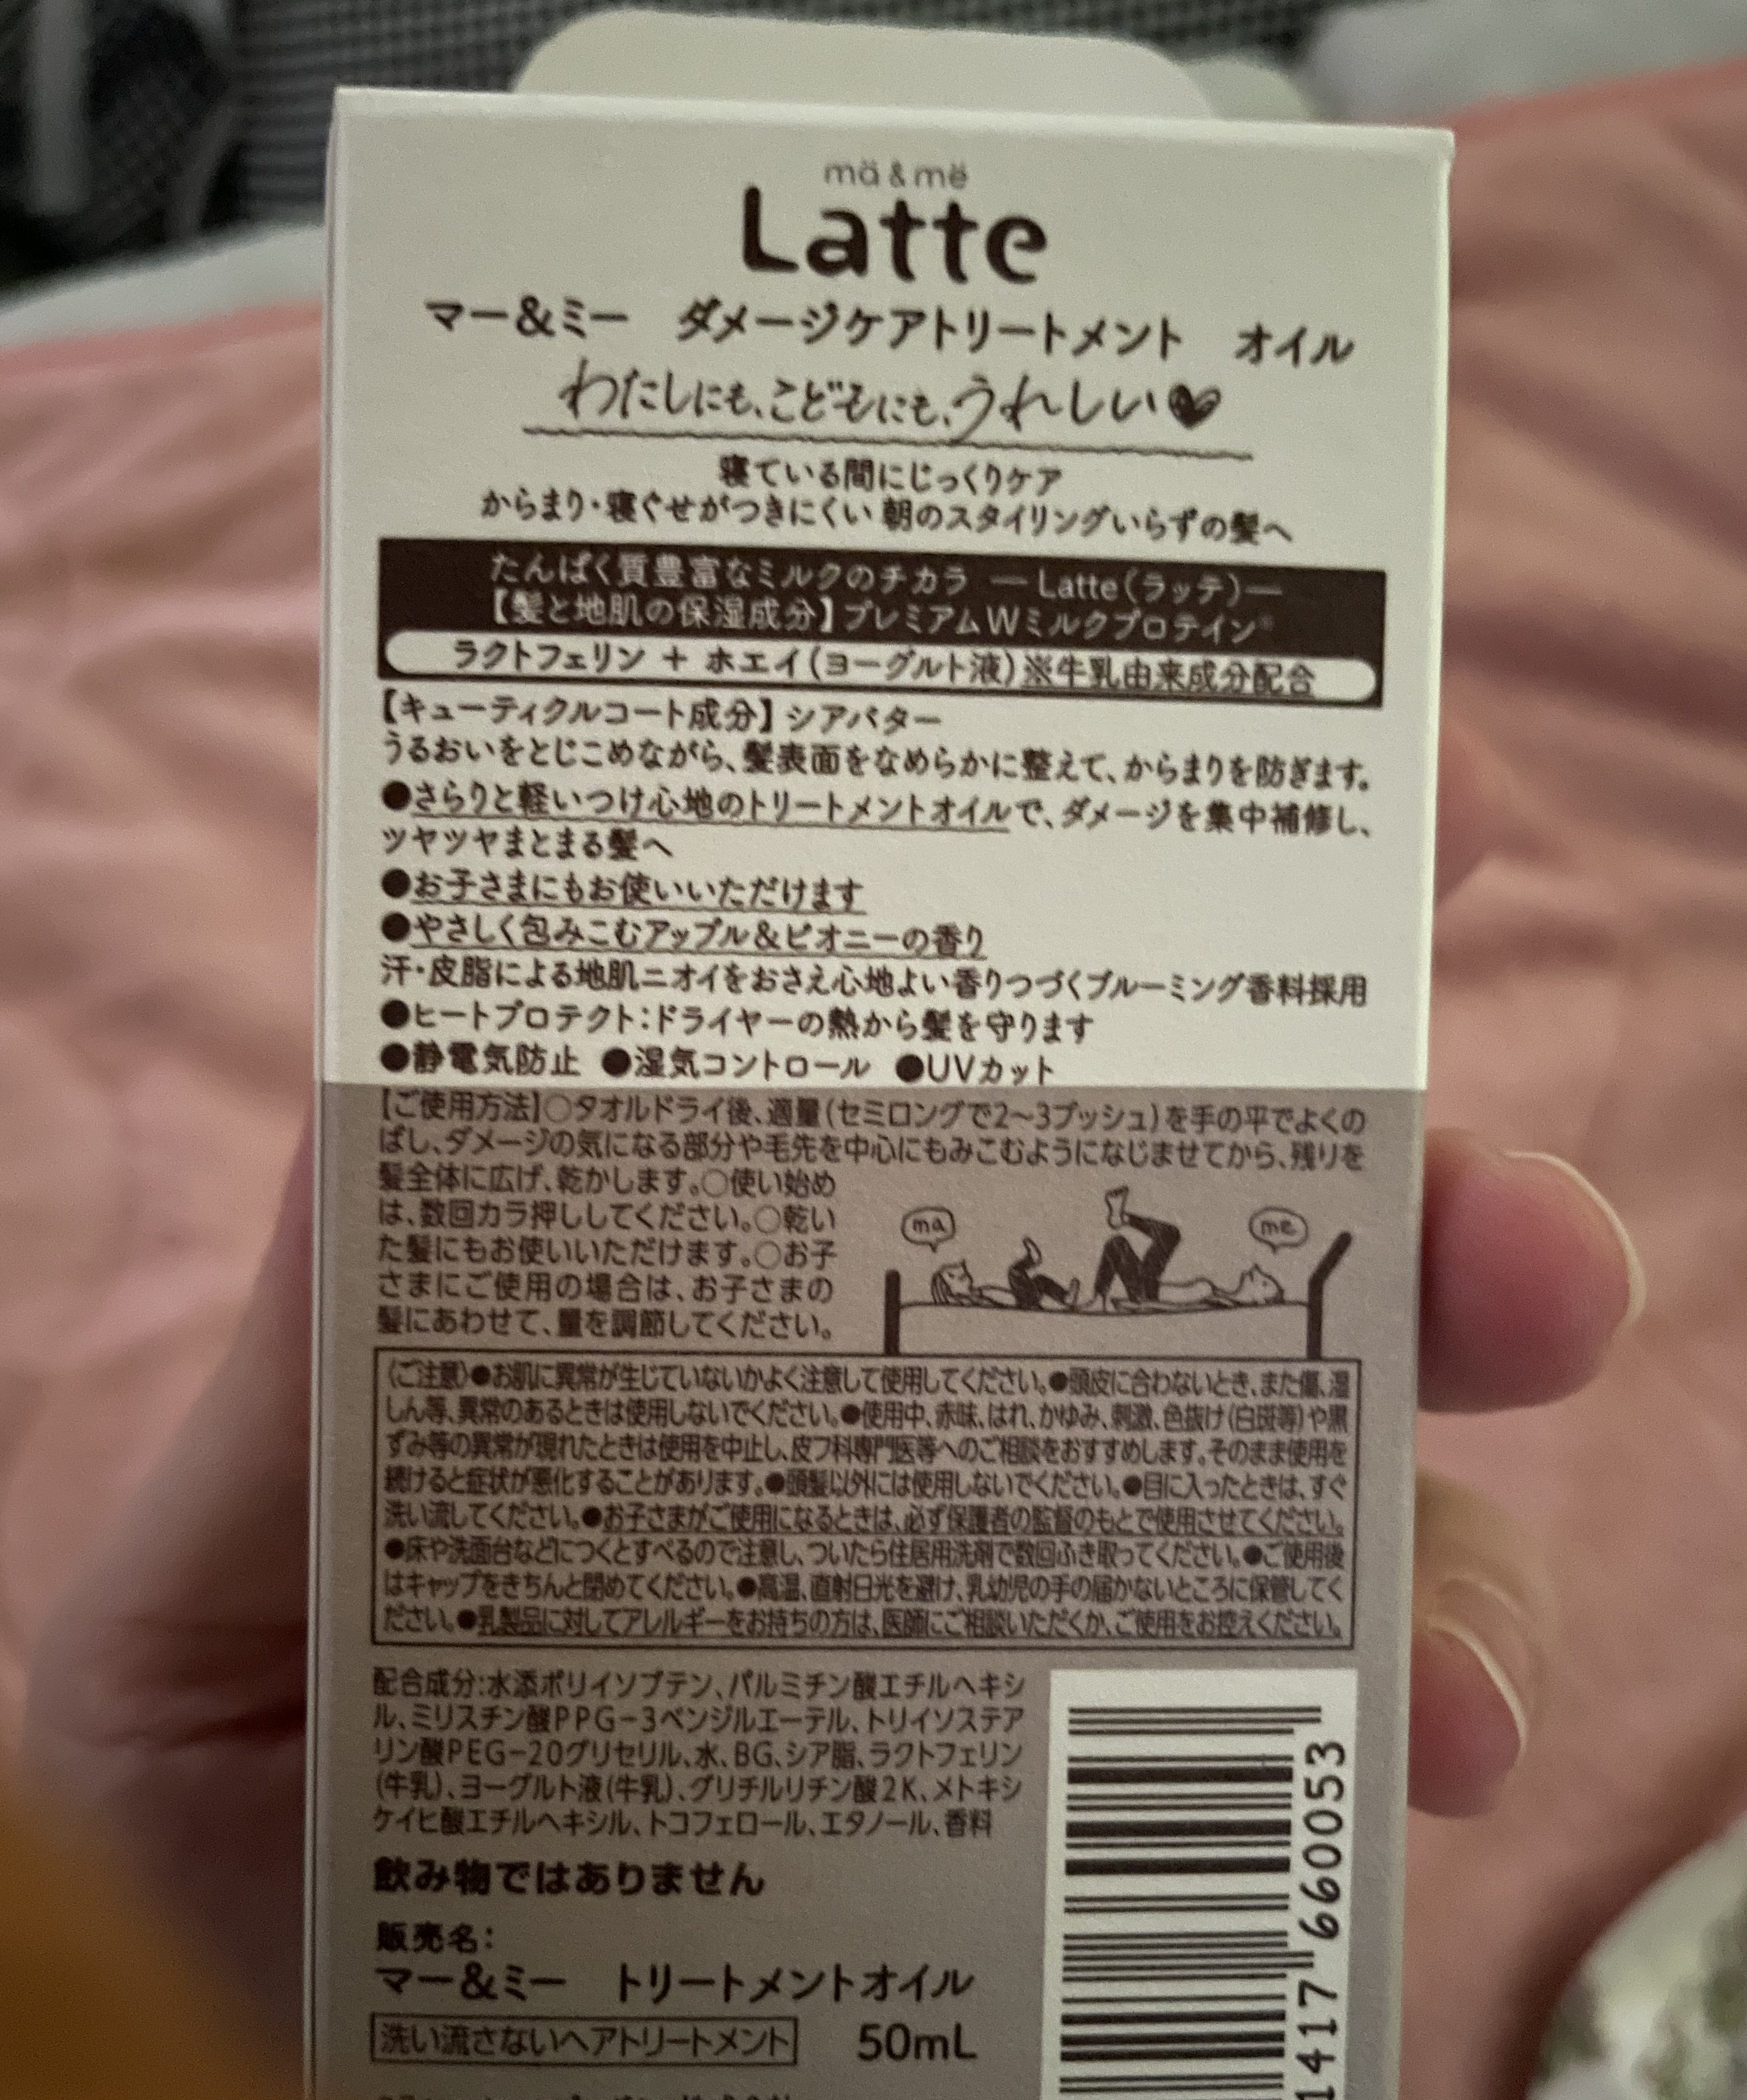 mä & më
Latte
マー&ミー　ダメージケアトリートメント　オイル
わたしにも、こどもにも、うれしい♥
寝ている間にじっくりケア
からまり・寝ぐせがつきにくい 朝のスタイリングいらずの髪へ
たんぱく質豊富なミルクのチカラ ― Latte(ラッテ)―
【髪と地肌の保湿成分】プレミアムWミルクプロテイン®
ラクトフェリン + ホエイ(ヨーグルト液)※牛乳由来成分配合
【キューティクルコート成分】シアバター
うるおいをとじこめながら、髪表面をなめらかに整えて、からまりを防ぎます。
●さらりと軽いつけ心地のトリートメントオイルで、ダメージを集中補修し、
ツヤツヤまとまる髪へ
●お子さまにもお使いいただけます
●やさしく包みこむアップル&ピオニーの香り
汗・皮脂による地肌ニオイをおさえ心地よい香りつづくブルーミング香料採用
●ヒートプロテクト:ドライヤーの熱から髪を守ります
●静電気防止 ●湿気コントロール ●UVカット
【ご使用方法】○タオルドライ後、適量(セミロングで2〜3プッシュ)を手の平でよくの
ばし、ダメージの気になる部分や毛先を中心にもみこむようになじませてから、残りを
髪全体に広げ、乾かします。○使い始め
は、数回カラ押ししてください。○乾い
た髪にもお使いいただけます。○お子
さまにご使用の場合は、お子さまの
髪にあわせて、量を調節してください。
ma
me
〈ご注意〉●お肌に異常が生じていないかよく注意して使用してください。●頭皮に合わないとき、また傷、湿
しん等、異常のあるときは使用しないでください。●使用中、赤味、はれ、かゆみ、刺激、色抜け(白斑等)や黒
ずみ等の異常が現れたときは使用を中止し、皮フ科専門医等へのご相談をおすすめします。そのまま使用を
続けると症状が悪化することがあります。●頭髪以外には使用しないでください。●目に入ったときは、すぐ
洗い流してください。●お子さまがご使用になるときは、必ず保護者の監督のもとで使用させてください。
●床や洗面台などにつくとすべるので注意し、ついたら住居用洗剤で数回ふき取ってください。●ご使用後
はキャップをきちんと閉めてください。●高温、直射日光を避け、乳幼児の手の届かないところに保管してく
ださい。●乳製品に対してアレルギーをお持ちの方は、医師にご相談いただくか、ご使用をお控えください。
配合成分:水添ポリイソブテン、パルミチン酸エチルヘキシ
ル、ミリスチン酸PPG-3ベンジルエーテル、トリイソステア
リン酸PEG-20グリセリル、水、BG、シア脂、ラクトフェリン
(牛乳)、ヨーグルト液(牛乳)、グリチルリチン酸2K、メトキシ
ケイヒ酸エチルヘキシル、トコフェロール、エタノール、香料
飲み物ではありません
販売名:
マー&ミー　トリートメントオイル
洗い流さないヘアトリートメント　50mL
1417 660053